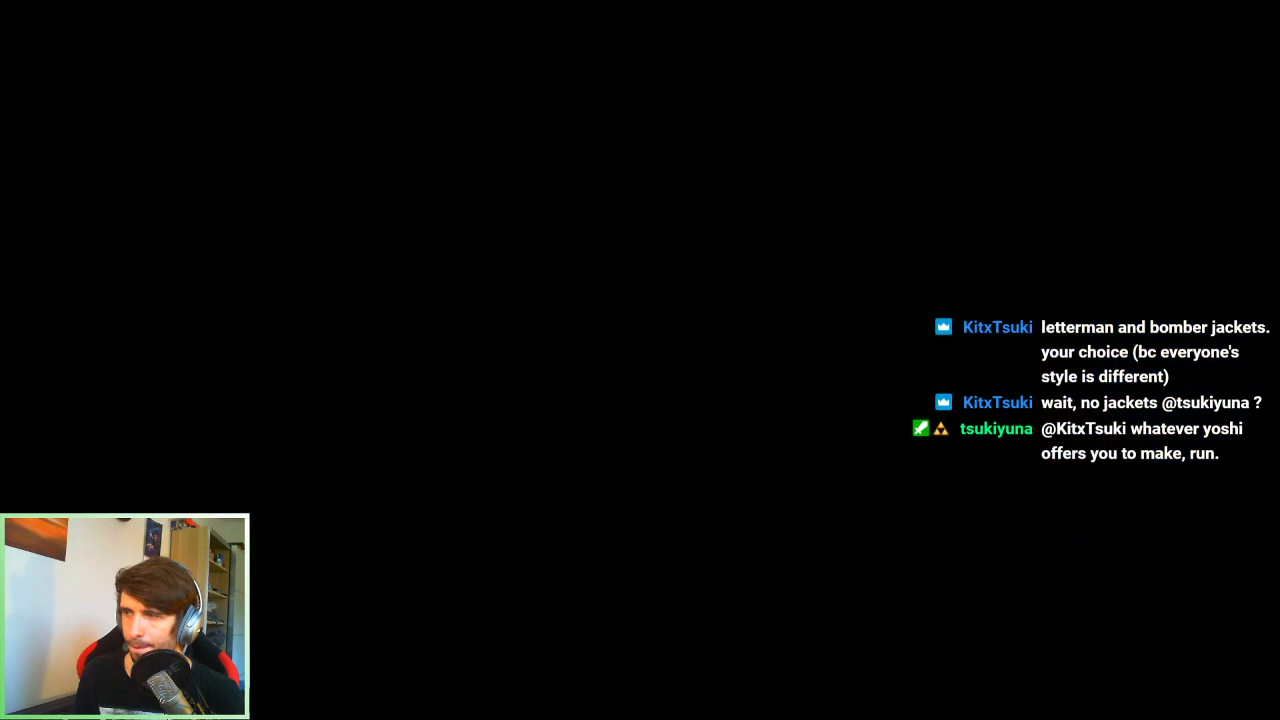 KitxTsuki letterman and bomber jackets.
your choice (bc everyone's
style is different)
KitxTsuki wait, no jackets @tsukiyuna ?
tsukiyuna @KitxTsuki whatever yoshi
offers you to make, run.